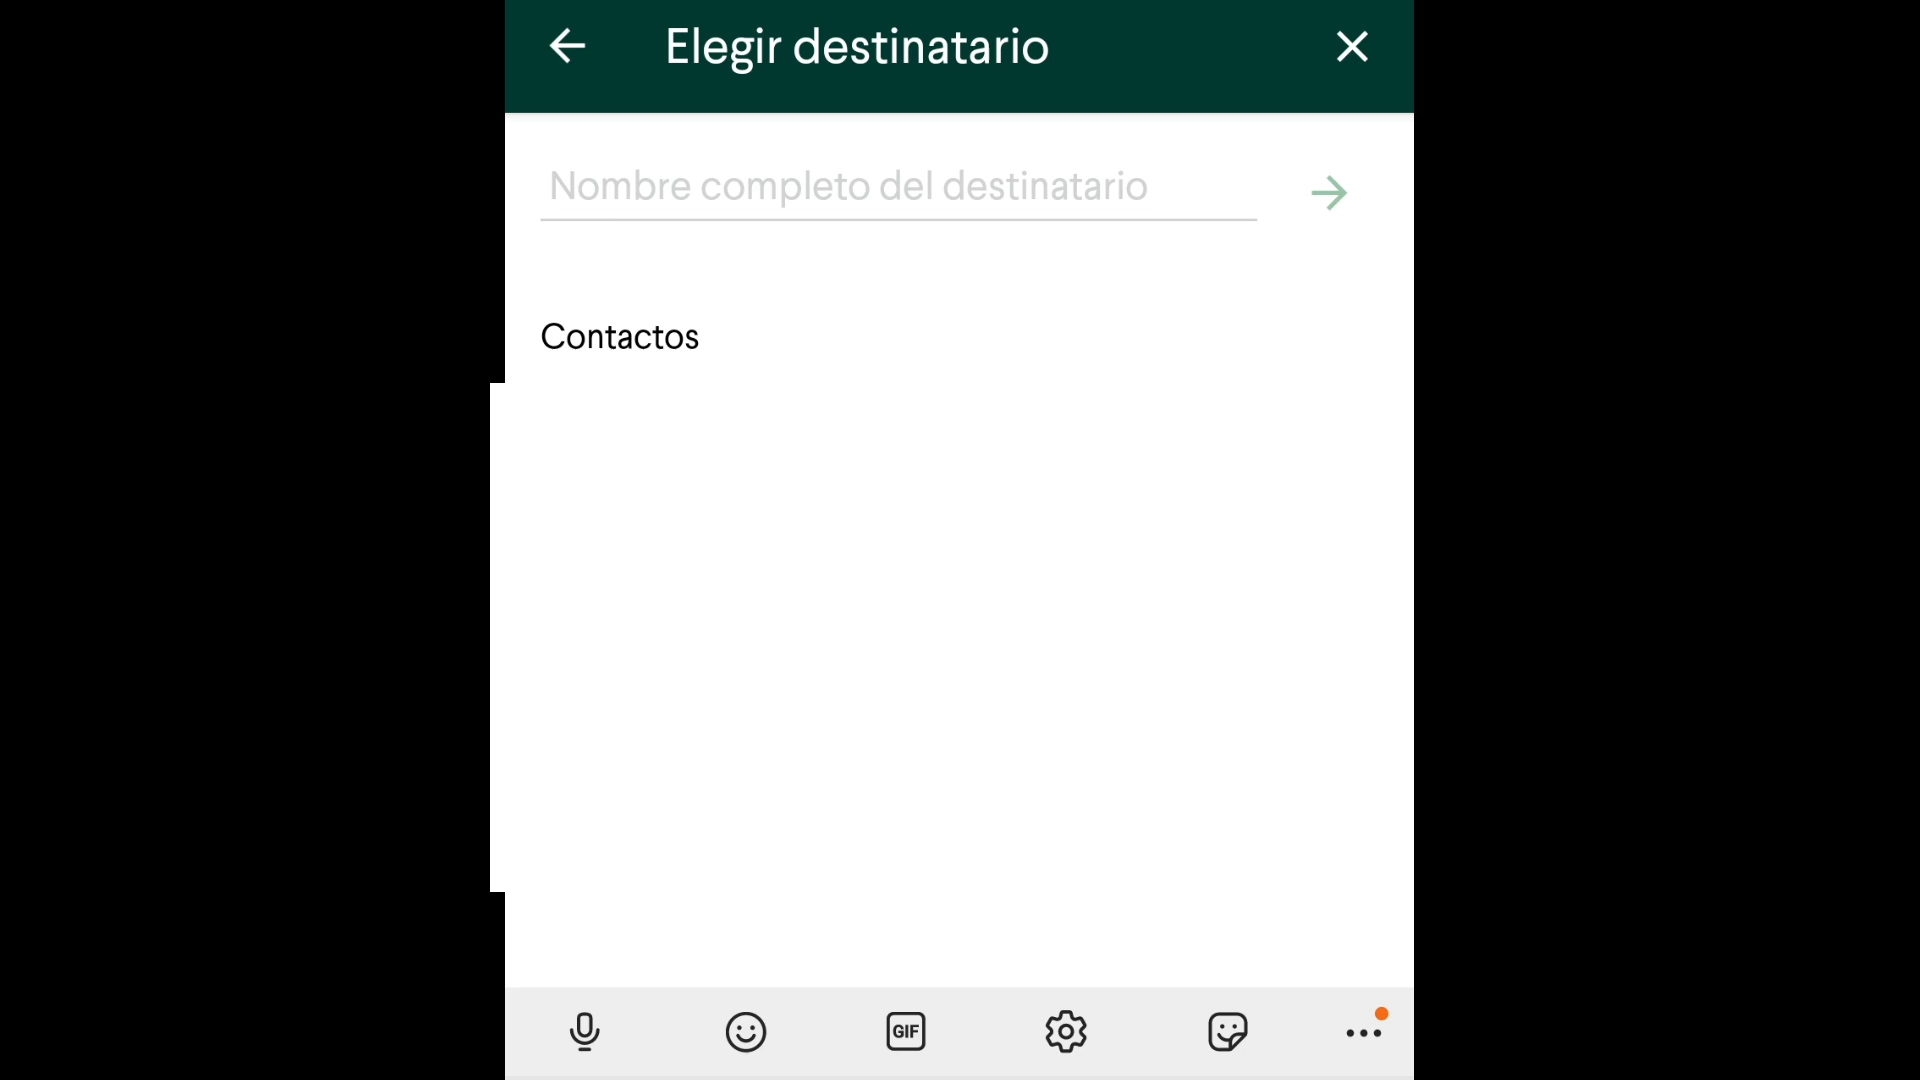 Elegir destinatario
Nombre completo del destinatario
Contactos
GIF